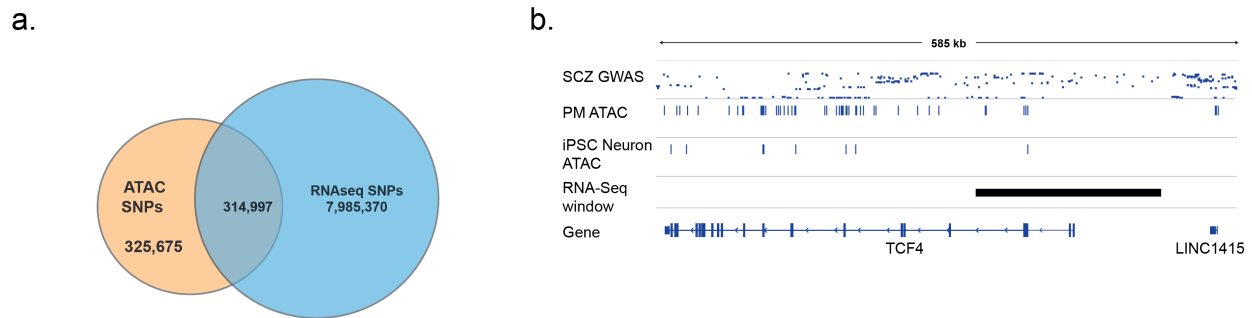 a.
ATAC
SNPs
325,675
314,997
RNAseq SNPs
7,985,370
b.
585 kb
SCZ GWAS
PM ATAC
iPSC Neuron
ATAC
RNA-Seq
window
Gene
TCF4
LINC1415